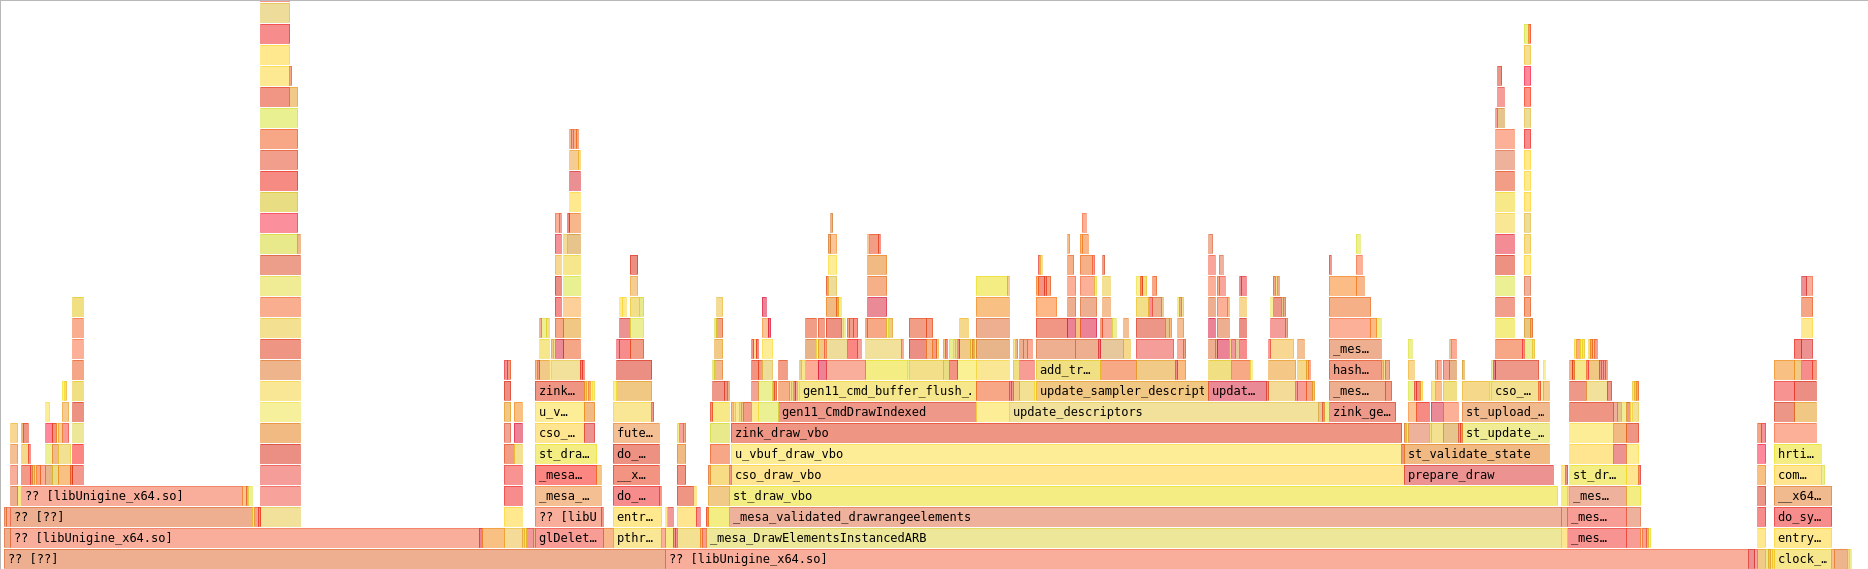 _mes…
add_tr… hash…
zink… gen11_cmd_buffer_flush_. update_sampler_descript updat… _mes… cso_…
u_v… gen11_CmdDrawIndexed update_descriptors zink_ge… st_upload_…
cso_… fute… zink_draw_vbo st_update_…
st_dra… do_… u_vbuf_draw_vbo st_validate_state hrti…
_mesa… __x… cso_draw_vbo prepare_draw st_dr… com…
?? [libUnigine_x64.so] _mesa_… do_… st_draw_vbo _mes… __x64…
?? [??] ?? [libU entr… _mesa_validated_drawrangeelements _mes… do_sy…
?? [libUnigine_x64.so] glDelet… pthr… _mesa_DrawElementsInstancedARB _mes… entry…
?? [??] ?? [libUnigine_x64.so] clock_…